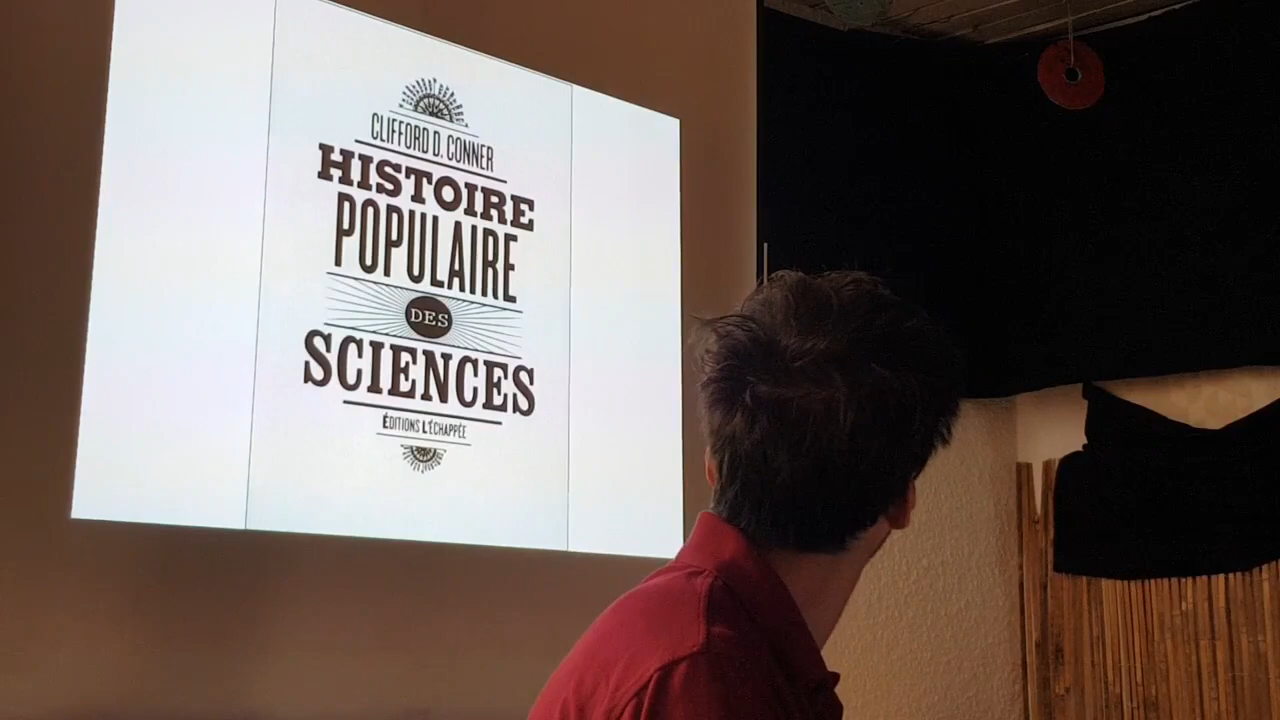 CLIFFORD D. CONNER
HISTOIRE
POPULAIRE
DES
SCIENCES
ÉDITIONS L'ÉCHAPPÉE